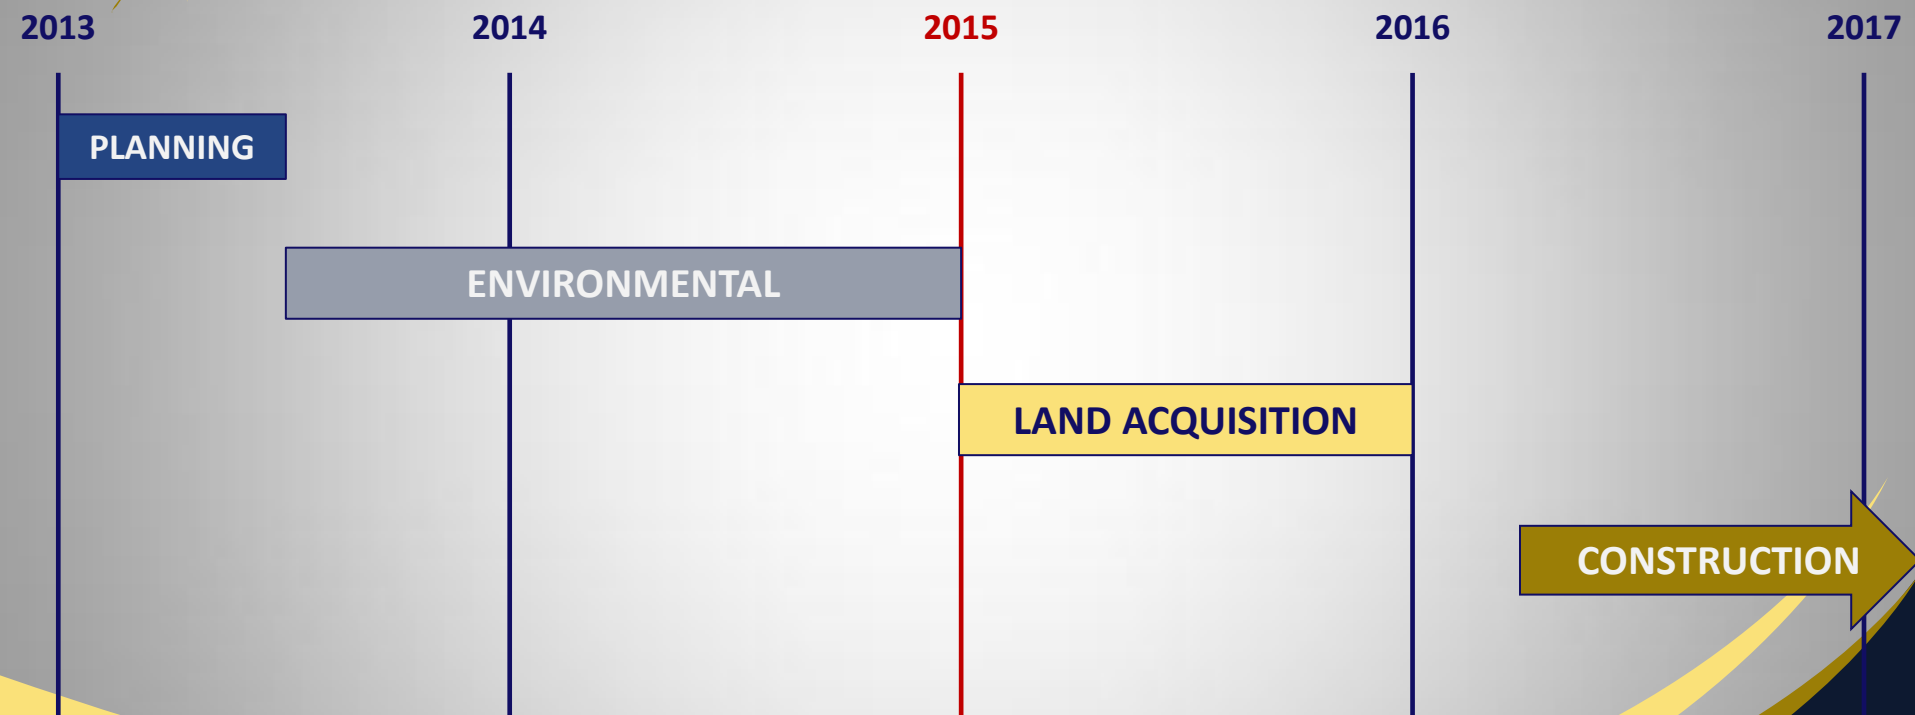 2013 2014 2015 2016 2017
PLANNING
ENVIRONMENTAL
LAND ACQUISITION
CONSTRUCTION